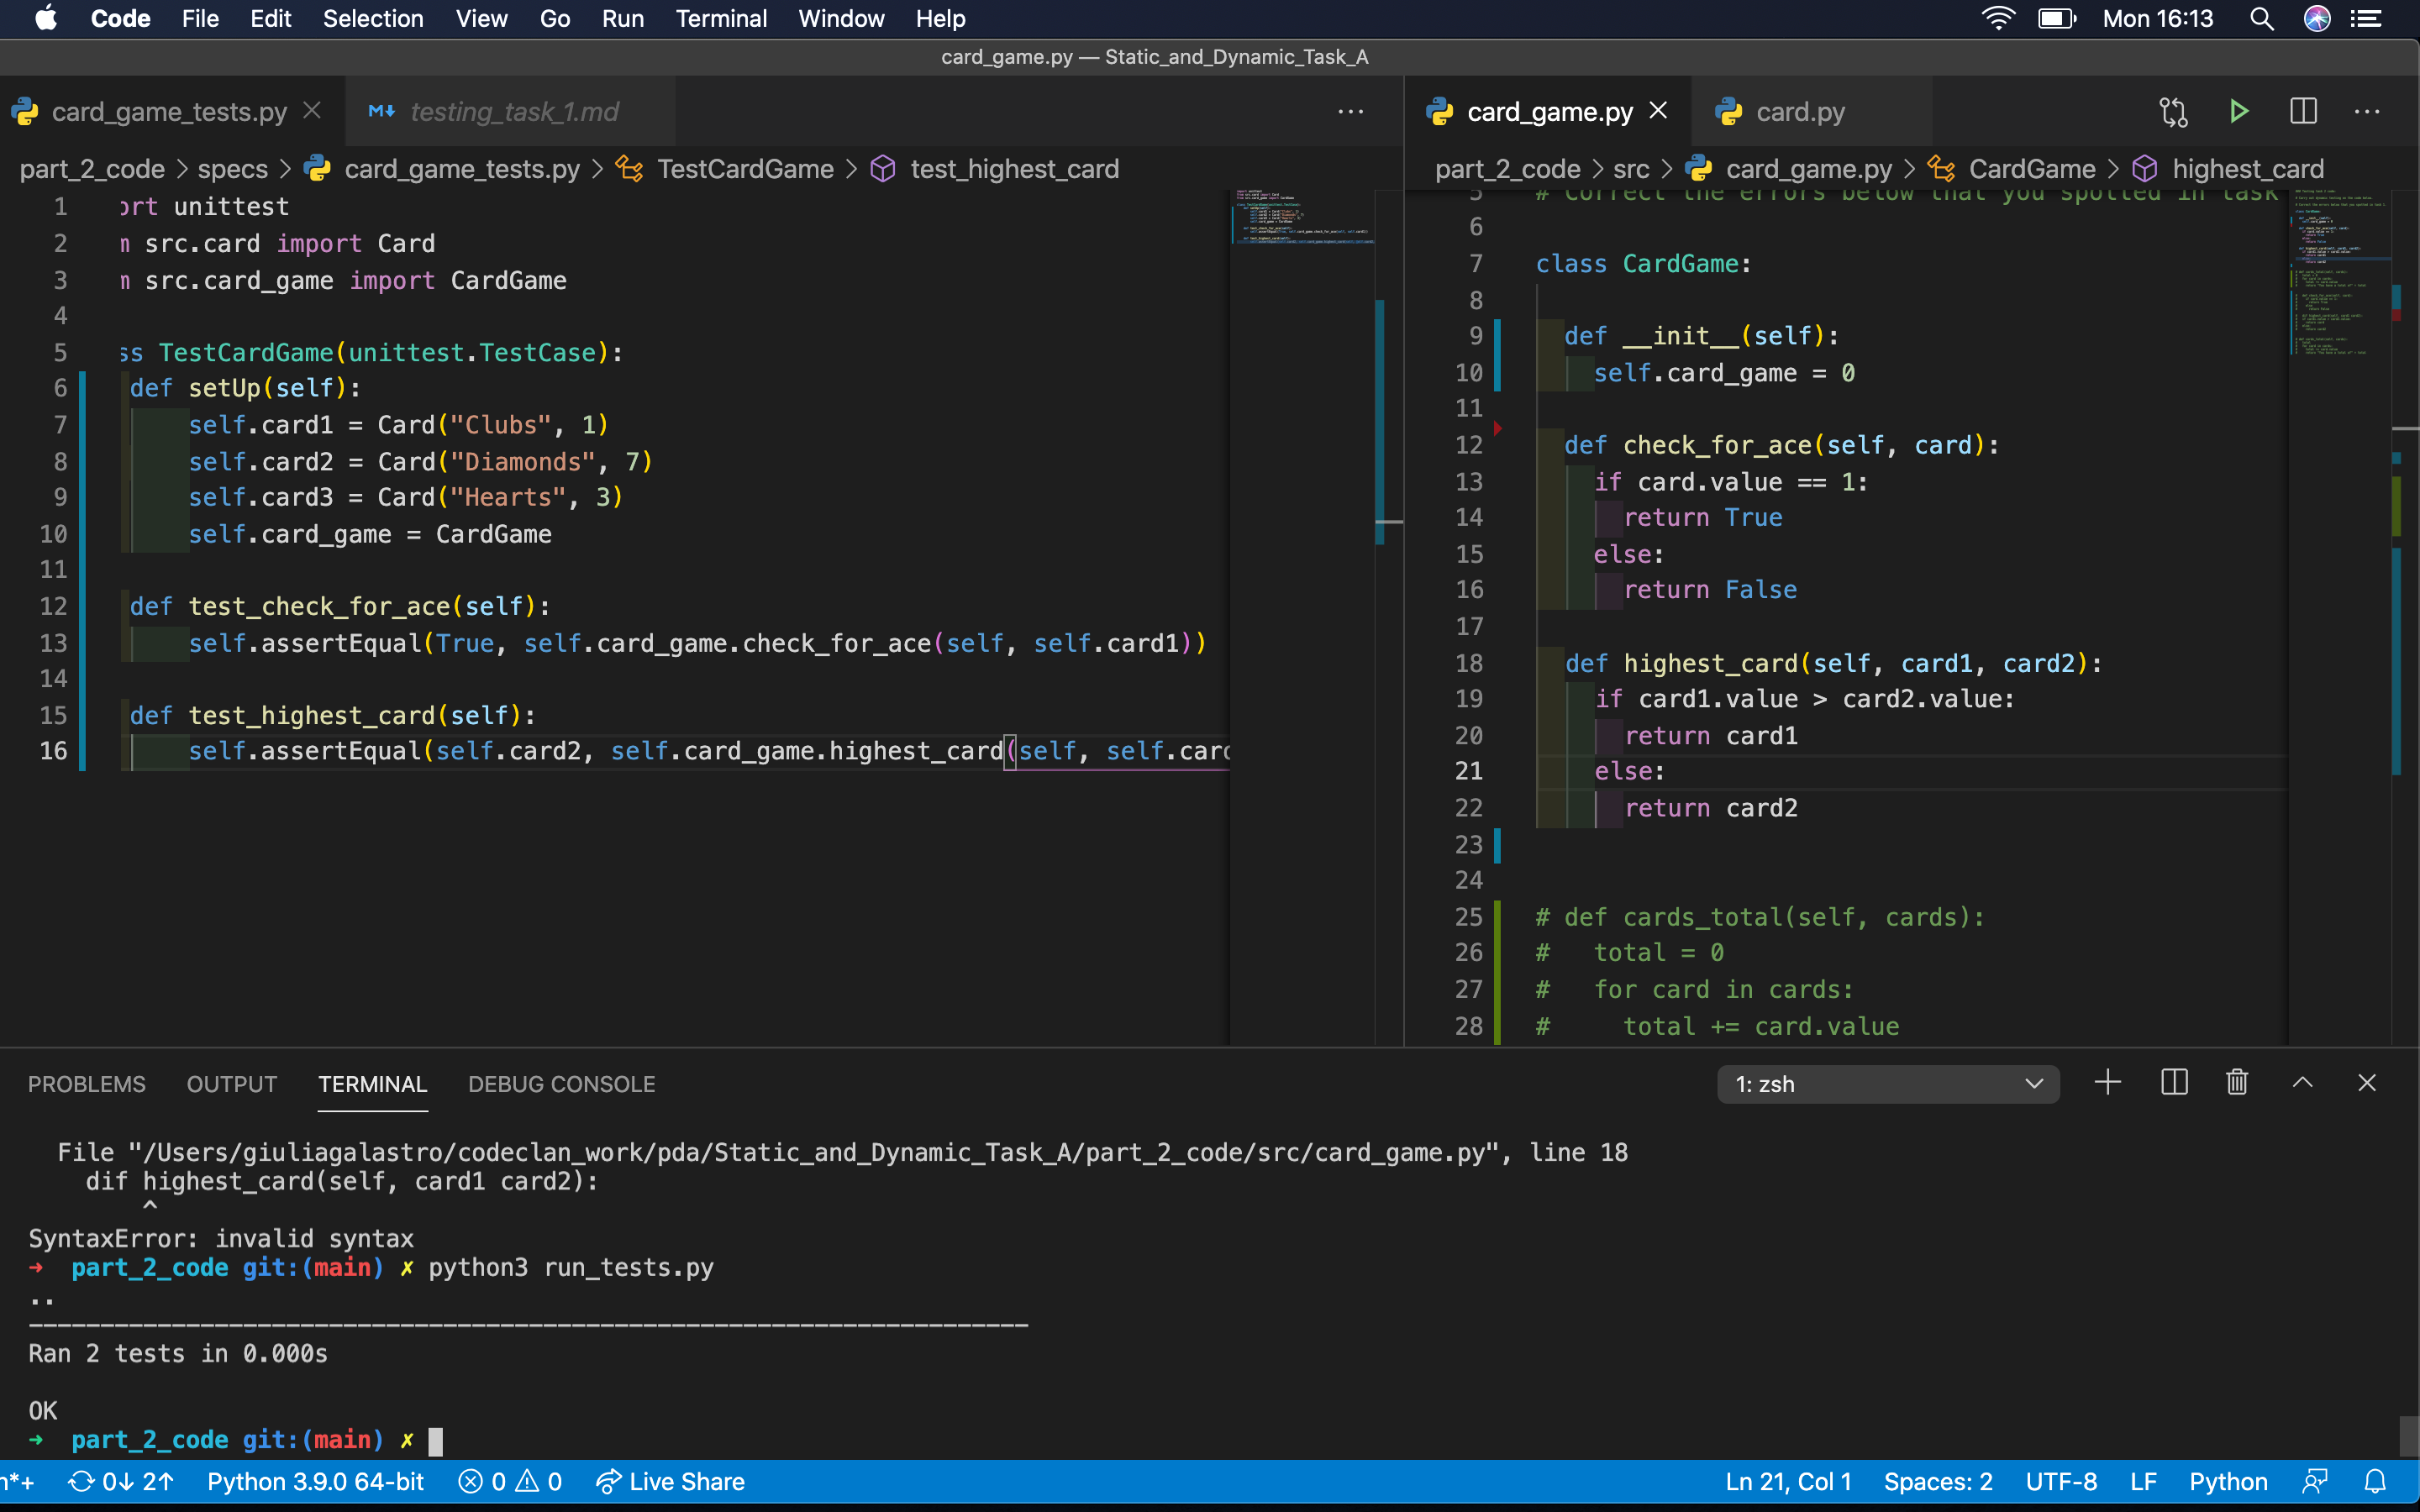 Code File Edit Selection View Go Run Terminal Window Help Mon 16:13
card_game.py — Static_and_Dynamic_Task_A
card_game_tests.py testing_task_1.md
part_2_code > specs > card_game_tests.py > TestCardGame > test_highest_card
1 ort unittest
2 m src.card import Card
3 m src.card_game import CardGame
4
5 ss TestCardGame(unittest.TestCase):
6 def setUp(self):
7 self.card1 = Card("Clubs", 1)
8 self.card2 = Card("Diamonds", 7)
9 self.card3 = Card("Hearts", 3)
10 self.card_game = CardGame
11
12 def test_check_for_ace(self):
13 self.assertEqual(True, self.card_game.check_for_ace(self, self.card1))
14
15 def test_highest_card(self):
16 self.assertEqual(self.card2, self.card_game.highest_card(self, self.card
card_game.py card.py
part_2_code > src > card_game.py > CardGame > highest_card
5 # Correct the errors below that you spotted in task
6
7 class CardGame:
8
9 def __init__(self):
10 self.card_game = 0
11
12 def check_for_ace(self, card):
13 if card.value == 1:
14 return True
15 else:
16 return False
17
18 def highest_card(self, card1, card2):
19 if card1.value > card2.value:
20 return card1
21 else:
22 return card2
23
24
25 # def cards_total(self, cards):
26 #   total = 0
27 #   for card in cards:
28 #     total += card.value
PROBLEMS OUTPUT TERMINAL DEBUG CONSOLE 1: zsh
File "/Users/giuliagalastro/codeclan_work/pda/Static_and_Dynamic_Task_A/part_2_code/src/card_game.py", line 18
dif highest_card(self, card1 card2):
^
SyntaxError: invalid syntax
➜ part_2_code git:(main) ✗ python3 run_tests.py
..
----------------------------------------------------------------------
Ran 2 tests in 0.000s
OK
➜ part_2_code git:(main) ✗
n*+ 0↓ 2↑ Python 3.9.0 64-bit 0 0 Live Share Ln 21, Col 1 Spaces: 2 UTF-8 LF Python